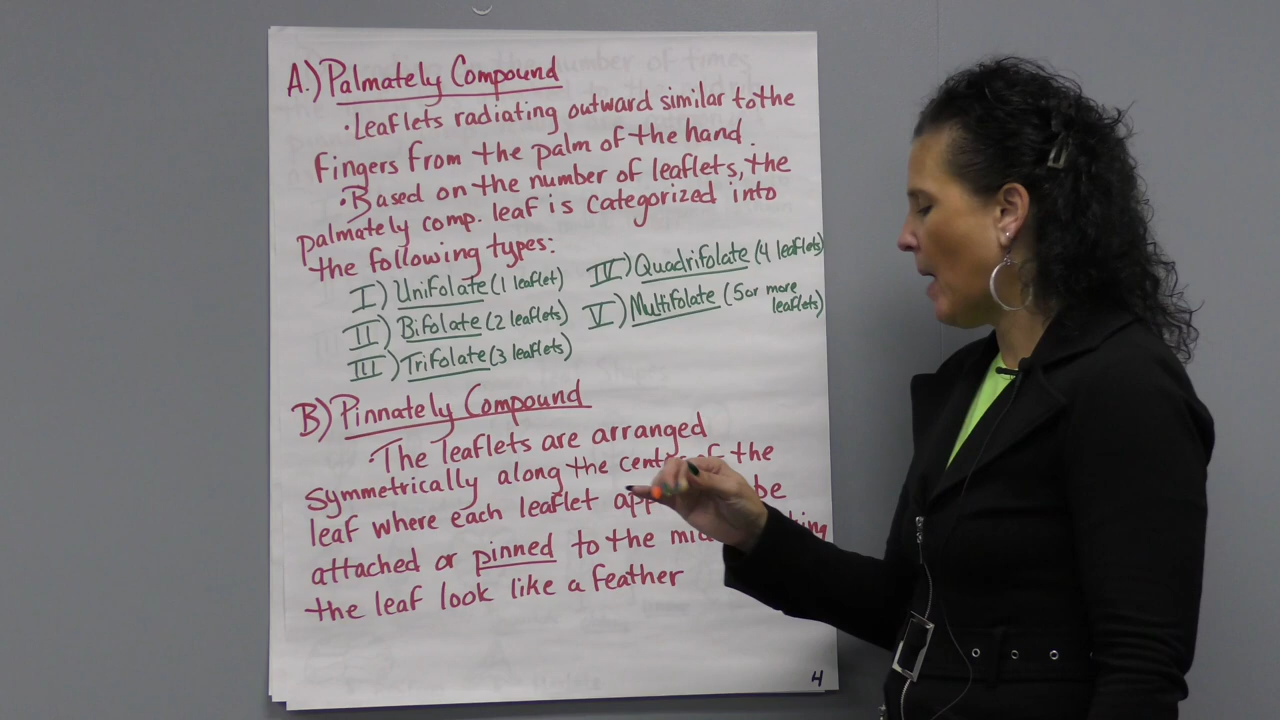 A.) Palmately Compound
• Leaflets radiating outward similar to the
fingers from the palm of the hand.
• Based on the number of leaflets, the
palmately comp. leaf is categorized into
the following types:
I) Unifolate (1 leaflet)
II) Bifolate (2 leaflets)
III) Trifolate (3 leaflets)
IV) Quadrifolate (4 leaflets)
V) Multifolate (5 or more
leaflets)
B) Pinnately Compound
• The leaflets are arranged
symmetrically along the center of the
leaf where each leaflet be
attached or pinned to the
the leaf look like a feather
4